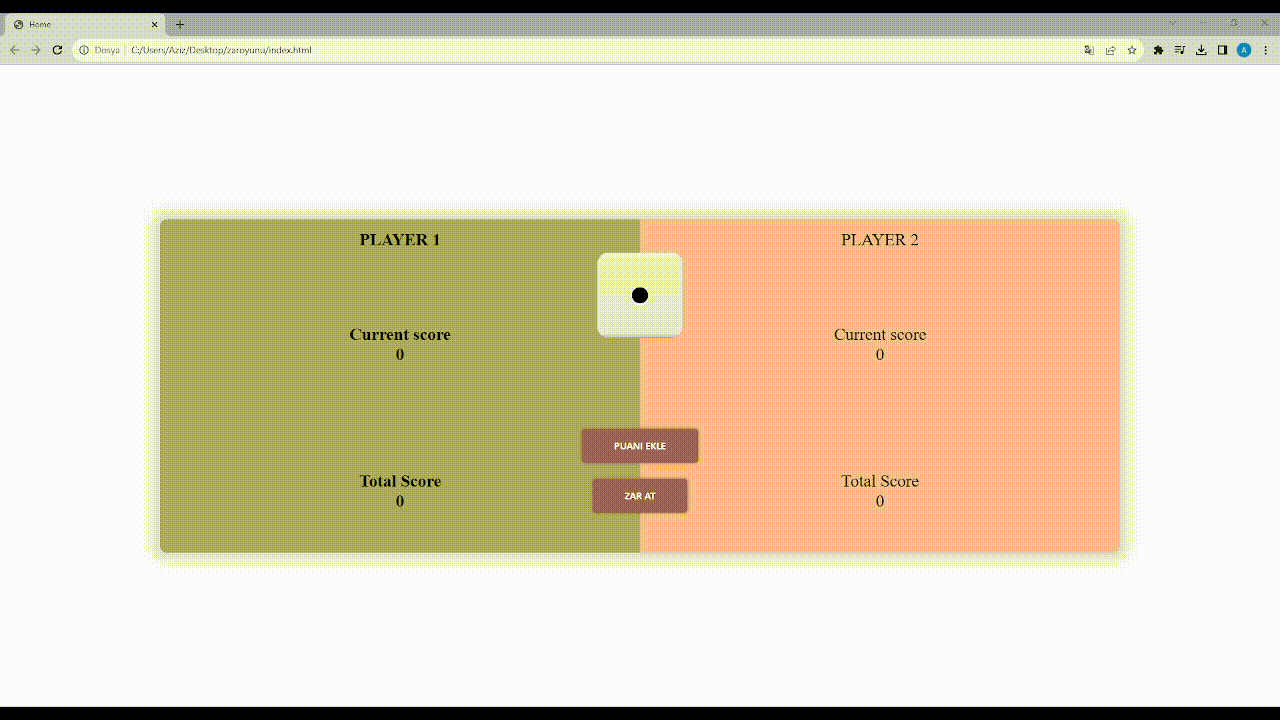 Home
Dosya
C:/Users/Aziz/Desktop/zaroyunu/index.html
A
PLAYER 1
PLAYER 2
Current score
0
Current score
0
PUANI EKLE
Total Score
0
ZAR AT
Total Score
0